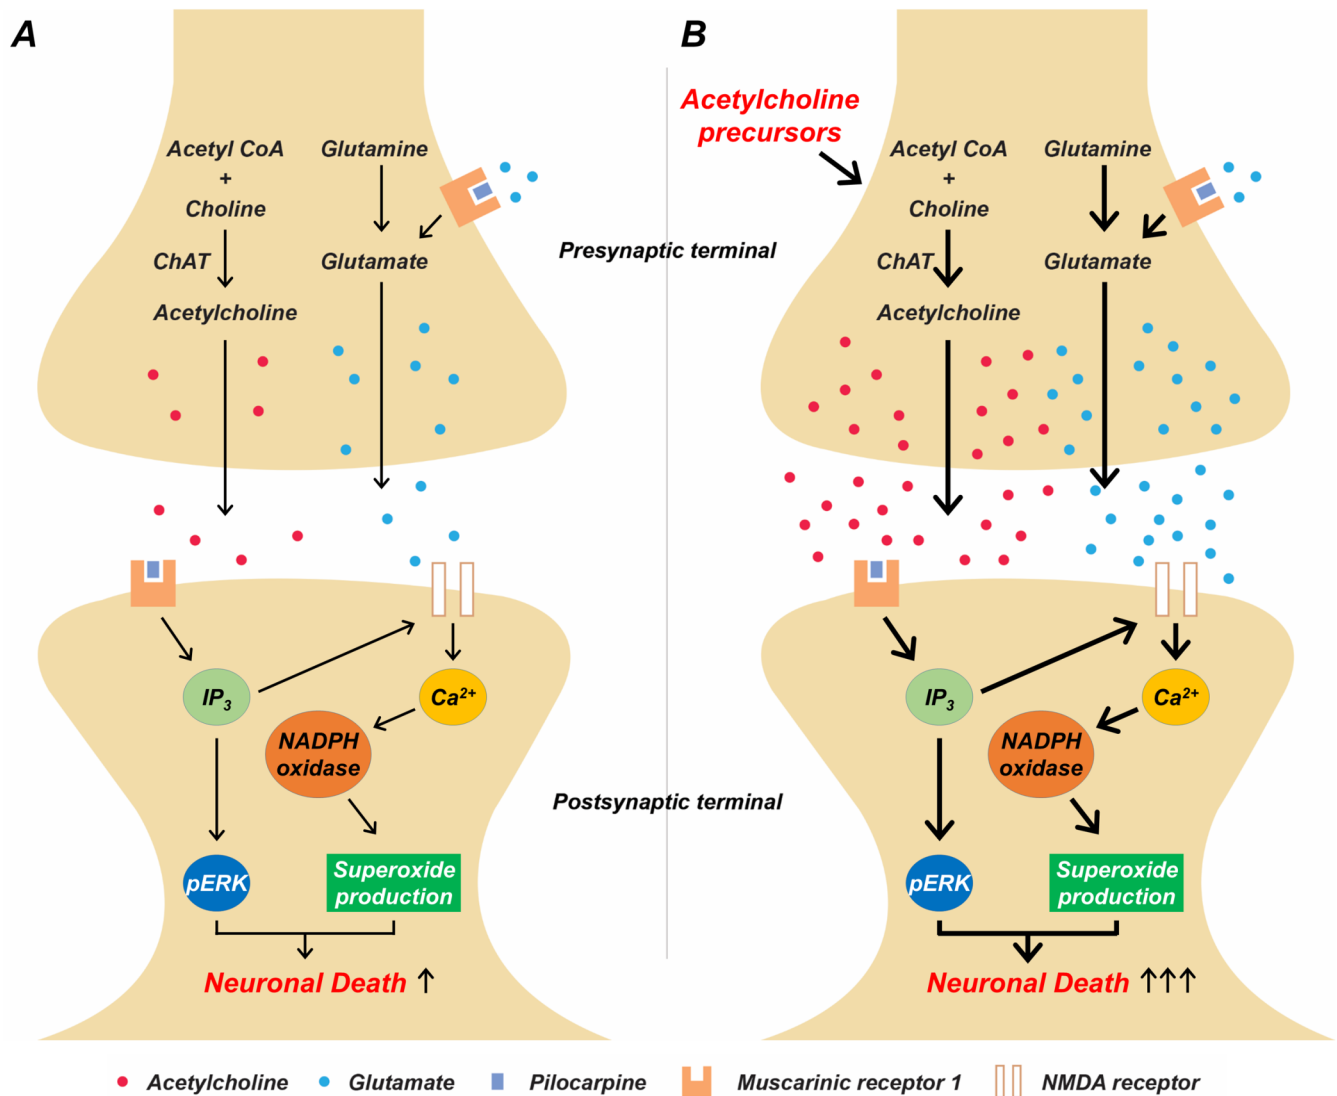 A
Acetyl CoA
+
Choline
ChAT
Acetylcholine
Glutamine
Glutamate
Presynaptic terminal
IP3
Ca2+
NADPH
oxidase
Postsynaptic terminal
pERK
Superoxide
production
Neuronal Death ↑
B
Acetylcholine
precursors
Acetyl CoA
+
Choline
ChAT
Acetylcholine
Glutamine
Glutamate
IP3
Ca2+
NADPH
oxidase
pERK
Superoxide
production
Neuronal Death ↑↑↑
Acetylcholine
Glutamate
Pilocarpine
Muscarinic receptor 1
NMDA receptor